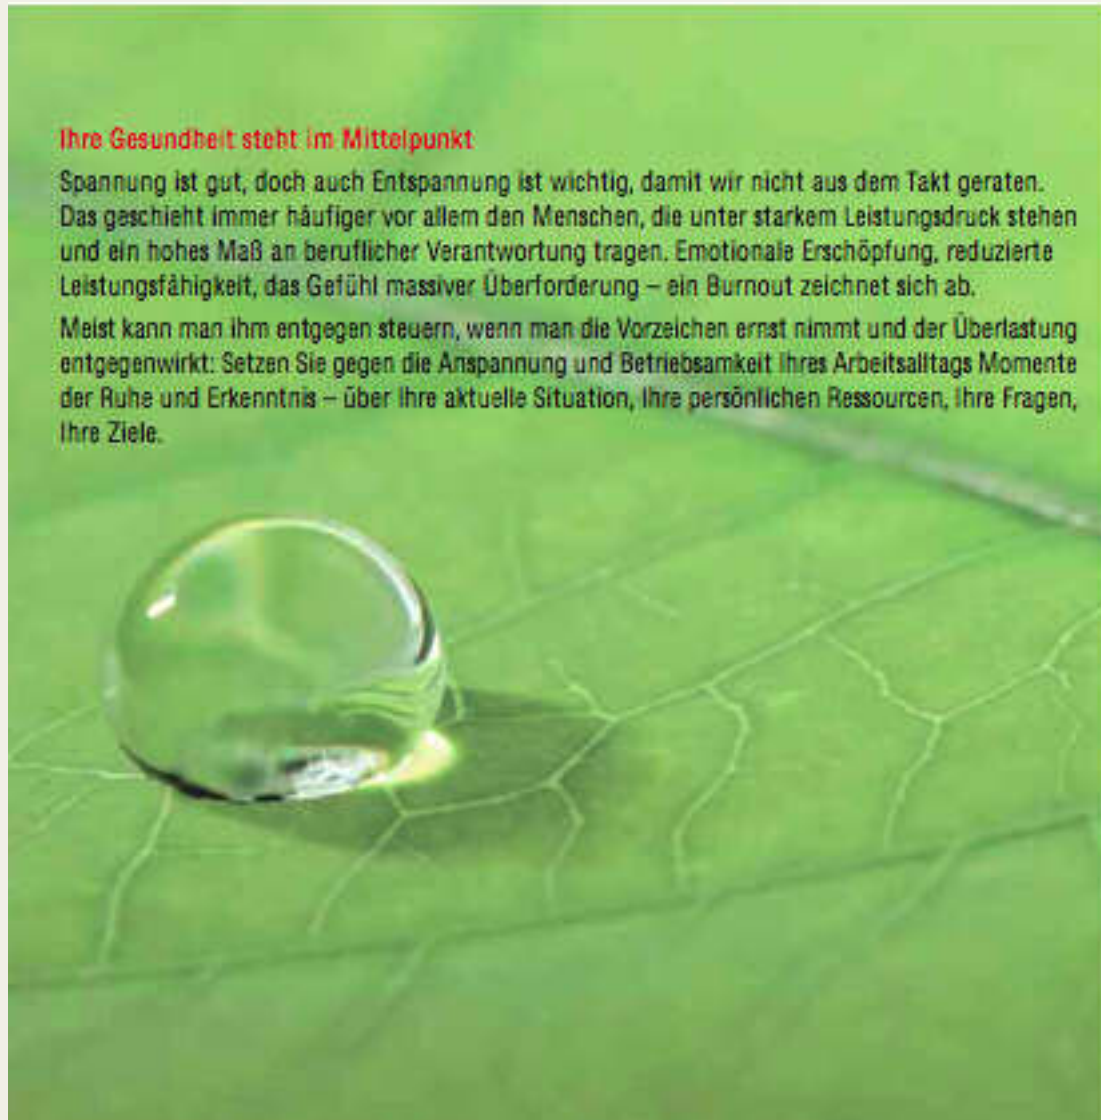 Ihre Gesundheit steht im Mittelpunkt
Spannung ist gut, doch auch Entspannung ist wichtig, damit wir nicht aus dem Takt geraten.
Das geschieht immer häufiger vor allem den Menschen, die unter starkem Leistungsdruck stehen
und ein hohes Maß an beruflicher Verantwortung tragen. Emotionale Erschöpfung, reduzierte
Leistungsfähigkeit, das Gefühl massiver Überforderung – ein Burnout zeichnet sich ab.
Meist kann man ihm entgegen steuern, wenn man die Vorzeichen ernst nimmt und der Überlastung
entgegenwirkt: Setzen Sie gegen die Anspannung und Betriebsamkeit Ihres Arbeitsalltags Momente
der Ruhe und Erkenntnis – über Ihre aktuelle Situation, Ihre persönlichen Ressourcen, Ihre Fragen,
Ihre Ziele.